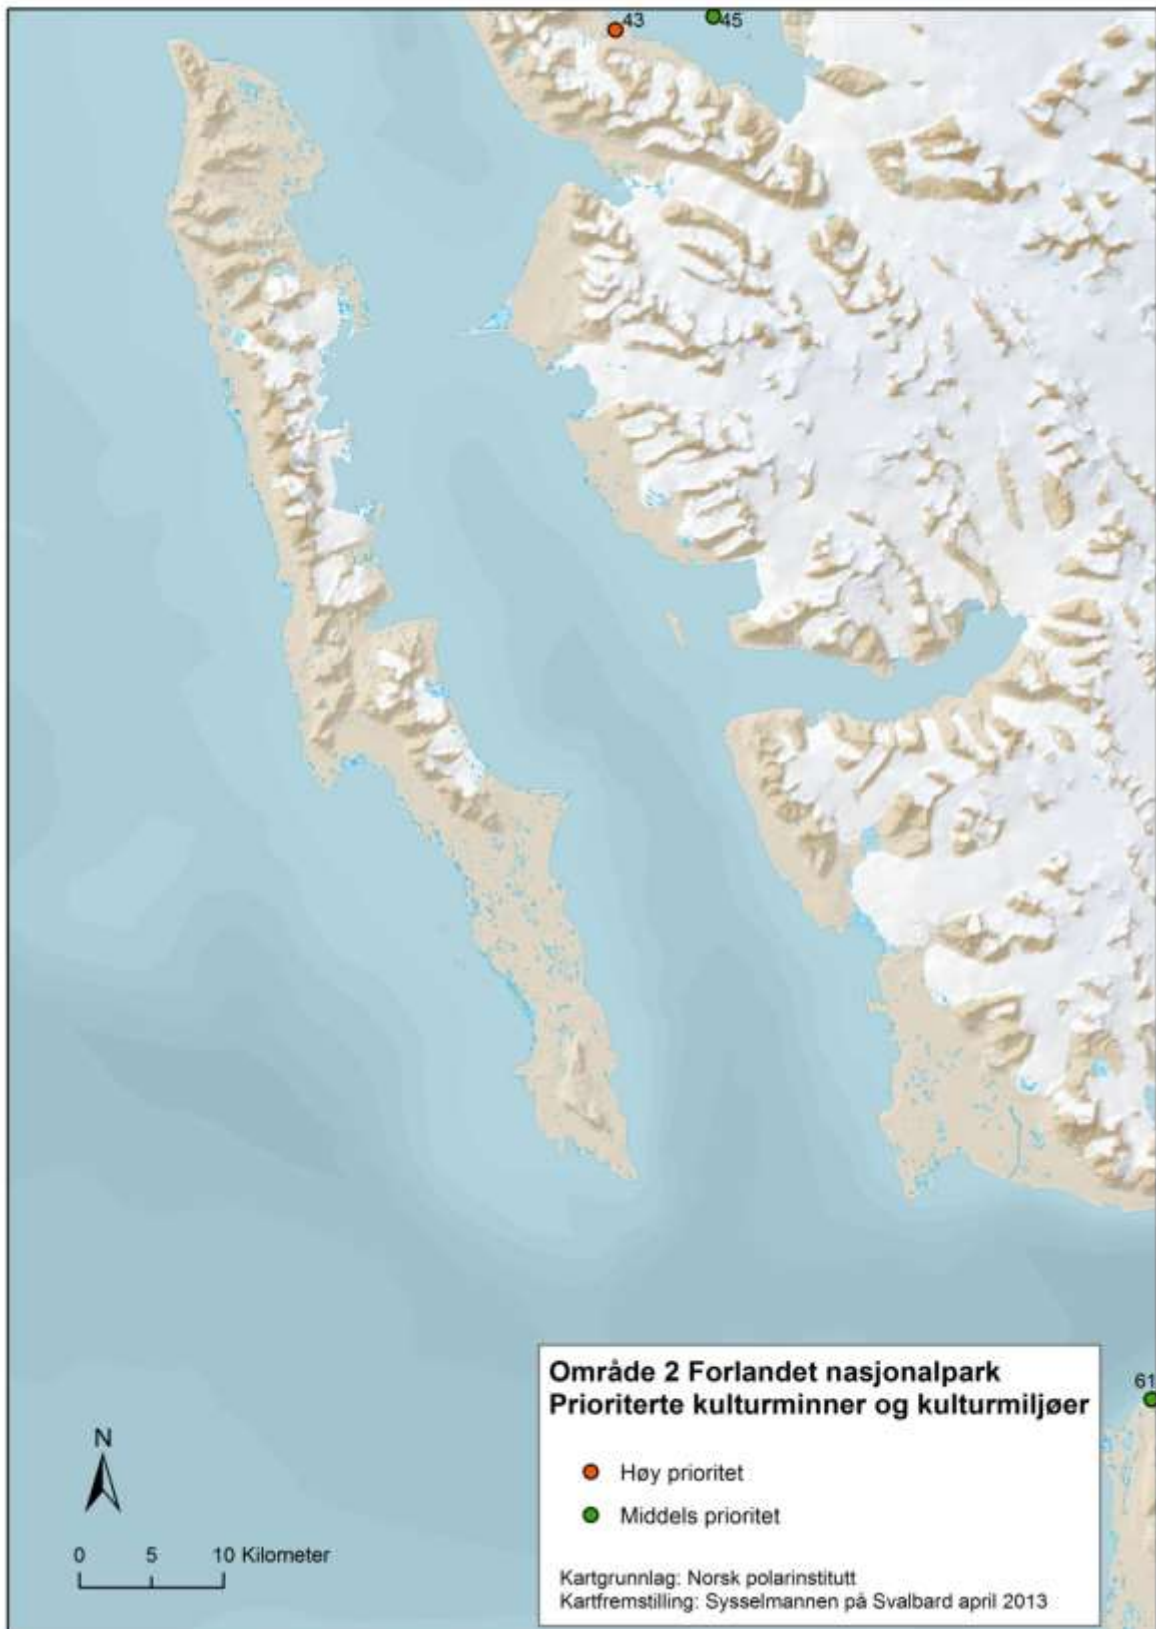 43
45
Område 2 Forlandet nasjonalpark
Prioriterte kulturminner og kulturmiljøer
61
N
Høy prioritet
Middels prioritet
0 5 10 Kilometer
Kartgrunnlag: Norsk polarinstitutt
Kartfremstilling: Sysselmannen på Svalbard april 2013